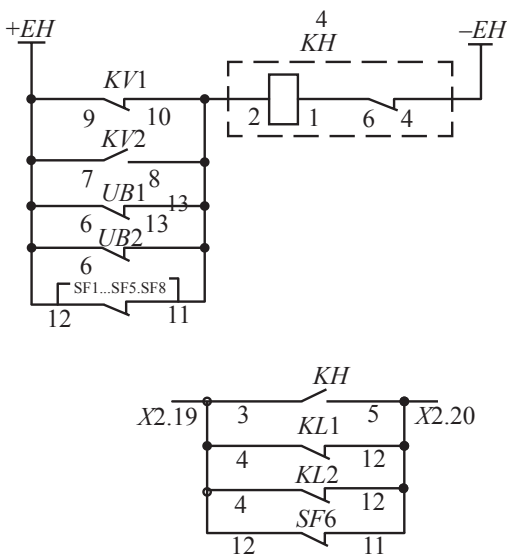 4
+EH KH –EH
KV1
9 10 2 1 6 4
KV2
7 8
UB1 13
6 13
UB2
6
SF1...SF5.SF8
12 11
KH
X2.19 3 5 X2.20
KL1
4 12
KL2
4 12
SF6
12 11